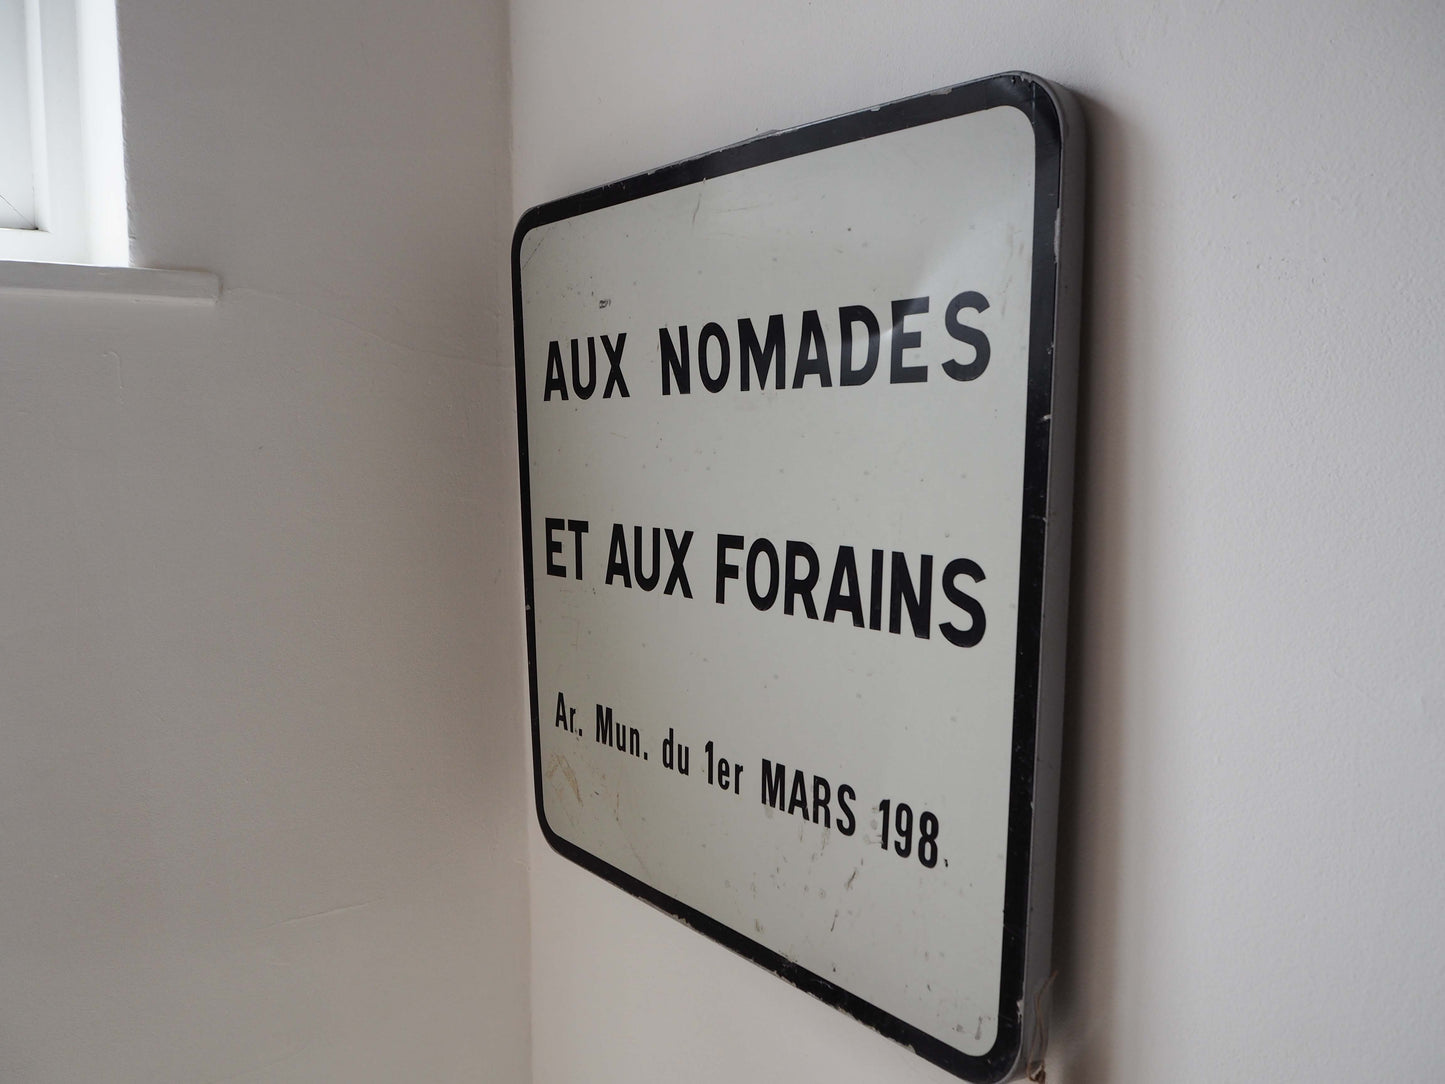 AUX NOMADES
ET AUX FORAINS
Ar. Mun. du 1er MARS 198